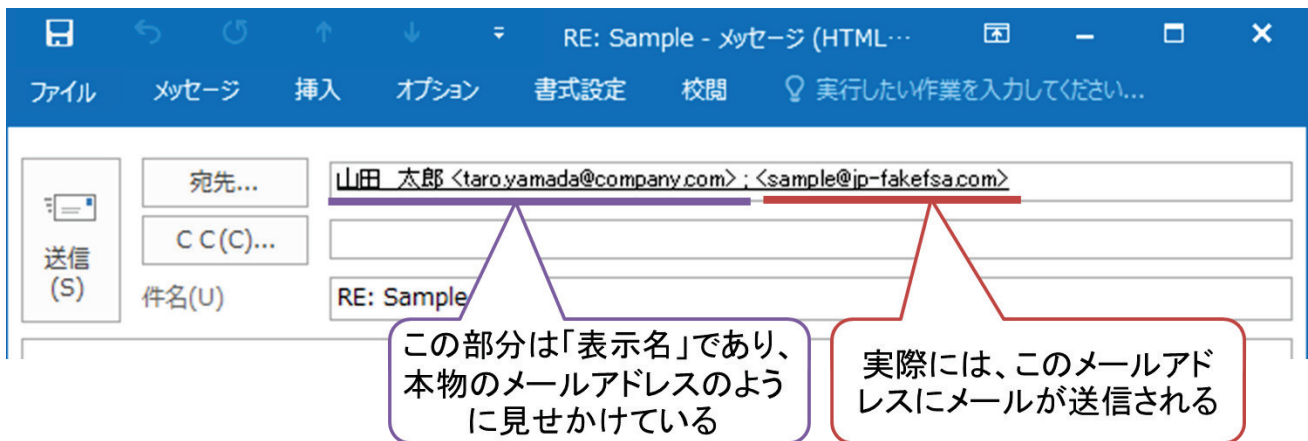 RE: Sample - メッセージ (HTML…
ファイル メッセージ 挿入 オプション 書式設定 校閲 実行したい作業を入力してください...
宛先... 山田　太郎 <taro.yamada@company.com> ; <sample@jp-fakefsa.com>
C C (C)...
送信
(S)
件名(U) RE: Sample
この部分は「表示名」であり、
本物のメールアドレスのよう
に見せかけている
実際には、このメールアド
レスにメールが送信される